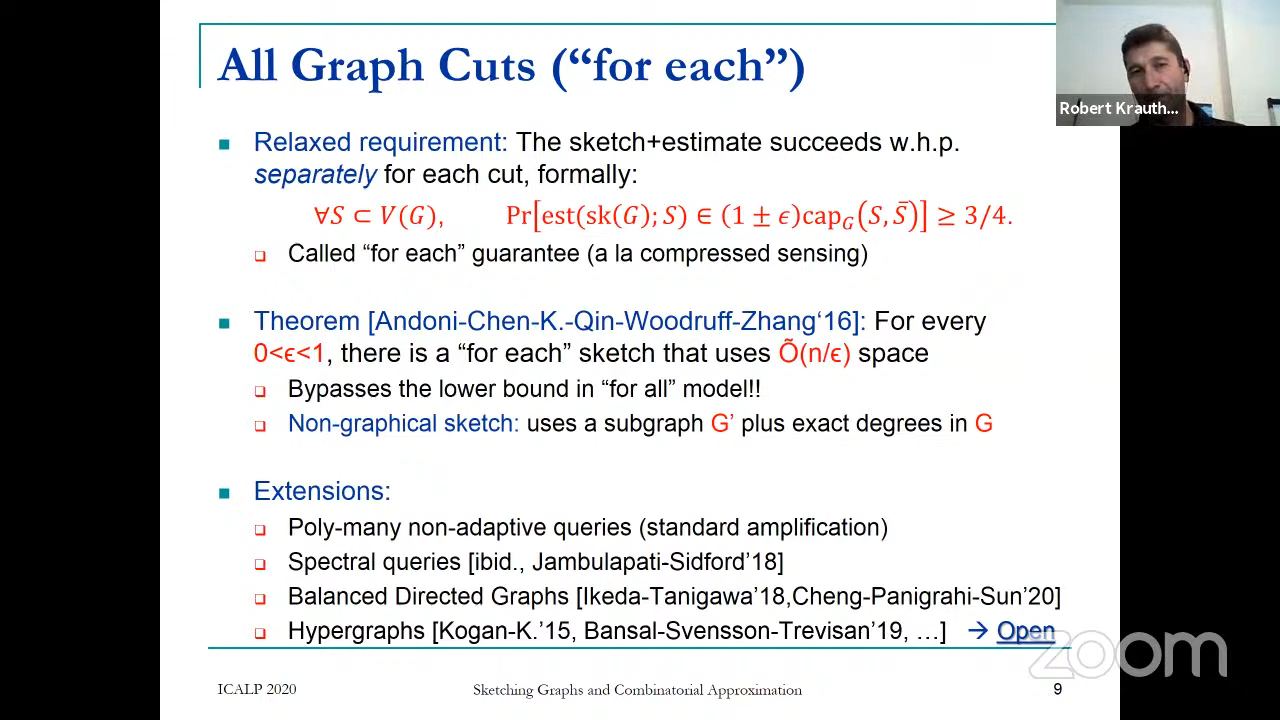 All Graph Cuts (“for each”)
Robert Krauth...
Relaxed requirement: The sketch+estimate succeeds w.h.p.
separately for each cut, formally:
∀S ⊂ V(G), Pr[est(sk(G); S) ∈ (1 ± ϵ)cap_G(S, S̄)] ≥ 3/4.
Called “for each” guarantee (a la compressed sensing)
Theorem [Andoni-Chen-K.-Qin-Woodruff-Zhang‘16]: For every
0<ϵ<1, there is a “for each” sketch that uses Õ(n/ϵ) space
Bypasses the lower bound in “for all” model!!
Non-graphical sketch: uses a subgraph G’ plus exact degrees in G
Extensions:
Poly-many non-adaptive queries (standard amplification)
Spectral queries [ibid., Jambulapati-Sidford’18]
Balanced Directed Graphs [Ikeda-Tanigawa’18,Cheng-Panigrahi-Sun’20]
Hypergraphs [Kogan-K.’15, Bansal-Svensson-Trevisan’19, …] → Open
zoom
ICALP 2020 Sketching Graphs and Combinatorial Approximation 9